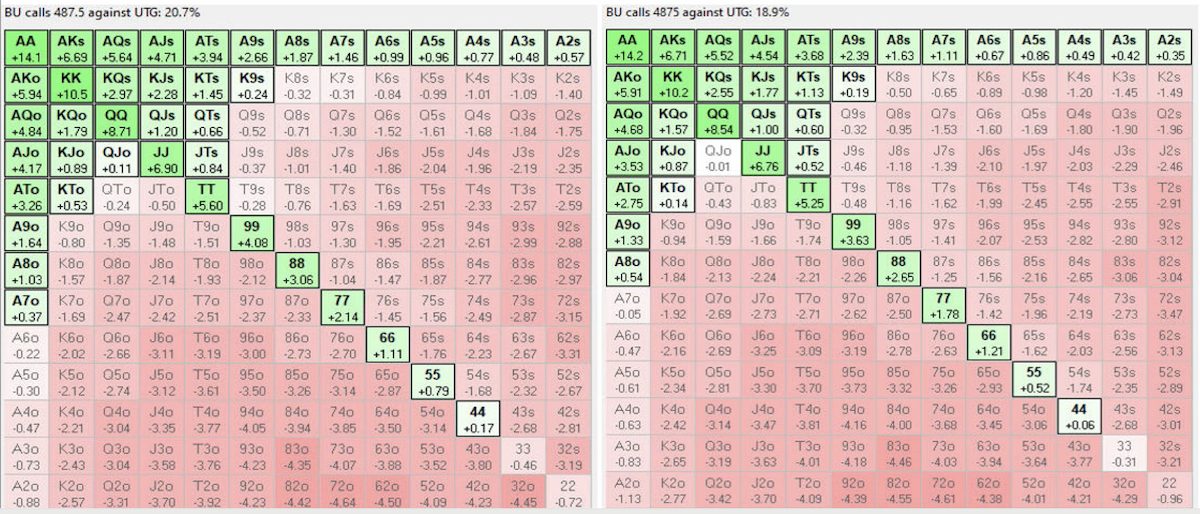 BU calls 487.5 against UTG: 20.7%
AA AKs AQs AJs ATs A9s A8s A7s A6s A5s A4s A3s A2s
+14.1 +6.69 +5.64 +4.71 +3.94 +2.66 +1.87 +1.46 +0.99 +0.96 +0.77 +0.48 +0.57
AKo KK KQs KJs KTs K9s K8s K7s K6s K5s K4s K3s K2s
+5.94 +10.5 +2.97 +2.28 +1.45 +0.24 -0.32 -0.31 -0.84 -0.99 -1.01 -1.09 -1.40
AQo KQo QQ QJs QTs Q9s Q8s Q7s Q6s Q5s Q4s Q3s Q2s
+4.84 +1.79 +8.71 +1.20 +0.66 -0.52 -0.71 -1.30 -1.52 -1.61 -1.68 -1.84 -1.75
AJo KJo QJo JJ JTs J9s J8s J7s J6s J5s J4s J3s J2s
+4.17 +0.89 +0.11 +6.90 +0.84 -0.37 -1.01 -1.40 -1.86 -2.04 -1.96 -2.19 -2.35
ATo KTo QTo JTo TT T9s T8s T7s T6s T5s T4s T3s T2s
+3.26 +0.53 -0.24 -0.50 +5.60 -0.28 -0.76 -1.63 -1.69 -2.51 -2.33 -2.57 -2.59
A9o K9o Q9o J9o T9o 99 98s 97s 96s 95s 94s 93s 92s
+1.64 -0.80 -1.35 -1.48 -1.51 +4.08 -1.03 -1.30 -1.95 -2.21 -2.61 -2.99 -2.88
A8o K8o Q8o J8o T8o 98o 88 87s 86s 85s 84s 83s 82s
+1.03 -1.57 -1.87 -2.14 -1.93 -2.12 +3.06 -1.04 -1.47 -1.87 -2.77 -2.96 -2.97
A7o K7o Q7o J7o T7o 97o 87o 77 76s 75s 74s 73s 72s
+0.37 -1.69 -2.47 -2.42 -2.51 -2.37 -2.33 +2.14 -1.45 -1.56 -2.49 -2.87 -3.15
A6o K6o Q6o J6o T6o 96o 86o 76o 66 65s 64s 63s 62s
-0.22 -2.02 -2.66 -3.11 -3.19 -3.00 -2.73 -2.70 +1.11 -1.76 -2.23 -2.67 -3.31
A5o K5o Q5o J5o T5o 95o 85o 75o 65o 55 54s 53s 52s
-0.30 -2.12 -2.74 -3.12 -3.61 -3.50 -3.26 -3.14 -2.87 +0.79 -1.68 -2.32 -2.67
A4o K4o Q4o J4o T4o 94o 84o 74o 64o 54o 44 43s 42s
-0.47 -2.21 -3.04 -3.35 -3.77 -4.05 -3.94 -3.85 -3.50 -3.14 +0.17 -2.68 -2.81
A3o K3o Q3o J3o T3o 93o 83o 73o 63o 53o 43o 33 32s
-0.73 -2.43 -3.04 -3.58 -3.76 -4.23 -4.35 -4.07 -3.88 -3.52 -3.80 -0.46 -3.19
A2o K2o Q2o J2o T2o 92o 82o 72o 62o 52o 42o 32o 22
-0.88 -2.57 -3.31 -3.70 -3.92 -4.23 -4.42 -4.64 -4.50 -4.09 -4.23 -4.45 -0.72
BU calls 4875 against UTG: 18.9%
AA AKs AQs AJs ATs A9s A8s A7s A6s A5s A4s A3s A2s
+14.2 +6.71 +5.52 +4.54 +3.68 +2.39 +1.63 +1.11 +0.67 +0.86 +0.49 +0.42 +0.35
AKo KK KQs KJs KTs K9s K8s K7s K6s K5s K4s K3s K2s
+5.91 +10.2 +2.55 +1.77 +1.13 +0.19 -0.50 -0.65 -0.89 -0.98 -1.20 -1.45 -1.49
AQo KQo QQ QJs QTs Q9s Q8s Q7s Q6s Q5s Q4s Q3s Q2s
+4.68 +1.57 +8.54 +1.00 +0.60 -0.32 -0.95 -1.53 -1.60 -1.69 -1.80 -1.90 -1.96
AJo KJo QJo JJ JTs J9s J8s J7s J6s J5s J4s J3s J2s
+3.53 +0.87 -0.01 +6.76 +0.52 -0.46 -1.18 -1.39 -2.10 -1.97 -2.03 -2.29 -2.46
ATo KTo QTo JTo TT T9s T8s T7s T6s T5s T4s T3s T2s
+2.75 +0.14 -0.43 -0.83 +5.25 -0.48 -1.16 -1.62 -1.99 -2.45 -2.55 -2.55 -2.91
A9o K9o Q9o J9o T9o 99 98s 97s 96s 95s 94s 93s 92s
+1.33 -0.94 -1.59 -1.66 -1.74 +3.63 -1.05 -1.41 -2.07 -2.53 -2.82 -2.80 -3.12
A8o K8o Q8o J8o T8o 98o 88 87s 86s 85s 84s 83s 82s
+0.54 -1.84 -2.13 -2.24 -2.21 -2.26 +2.65 -1.25 -1.56 -2.16 -2.65 -3.06 -3.04
A7o K7o Q7o J7o T7o 97o 87o 77 76s 75s 74s 73s 72s
-0.05 -1.92 -2.69 -2.73 -2.71 -2.62 -2.50 +1.78 -1.42 -1.96 -2.19 -2.73 -3.47
A6o K6o Q6o J6o T6o 96o 86o 76o 66 65s 64s 63s 62s
-0.47 -2.16 -2.69 -3.25 -3.09 -3.19 -2.78 -2.63 +1.21 -1.62 -2.03 -2.56 -3.13
A5o K5o Q5o J5o T5o 95o 85o 75o 65o 55 54s 53s 52s
-0.61 -2.34 -2.81 -3.30 -3.70 -3.73 -3.32 -3.26 -2.93 +0.52 -1.74 -2.35 -2.89
A4o K4o Q4o J4o T4o 94o 84o 74o 64o 54o 44 43s 42s
-0.63 -2.42 -3.14 -3.47 -3.81 -4.16 -4.00 -3.68 -3.45 -3.06 +0.06 -2.68 -3.01
A3o K3o Q3o J3o T3o 93o 83o 73o 63o 53o 43o 33 32s
-0.83 -2.65 -3.19 -3.63 -4.01 -4.18 -4.46 -4.03 -3.94 -3.64 -3.77 -0.31 -3.21
A2o K2o Q2o J2o T2o 92o 82o 72o 62o 52o 42o 32o 22
-1.13 -2.77 -3.42 -3.70 -4.09 -4.39 -4.55 -4.61 -4.38 -4.01 -4.21 -4.29 -0.96